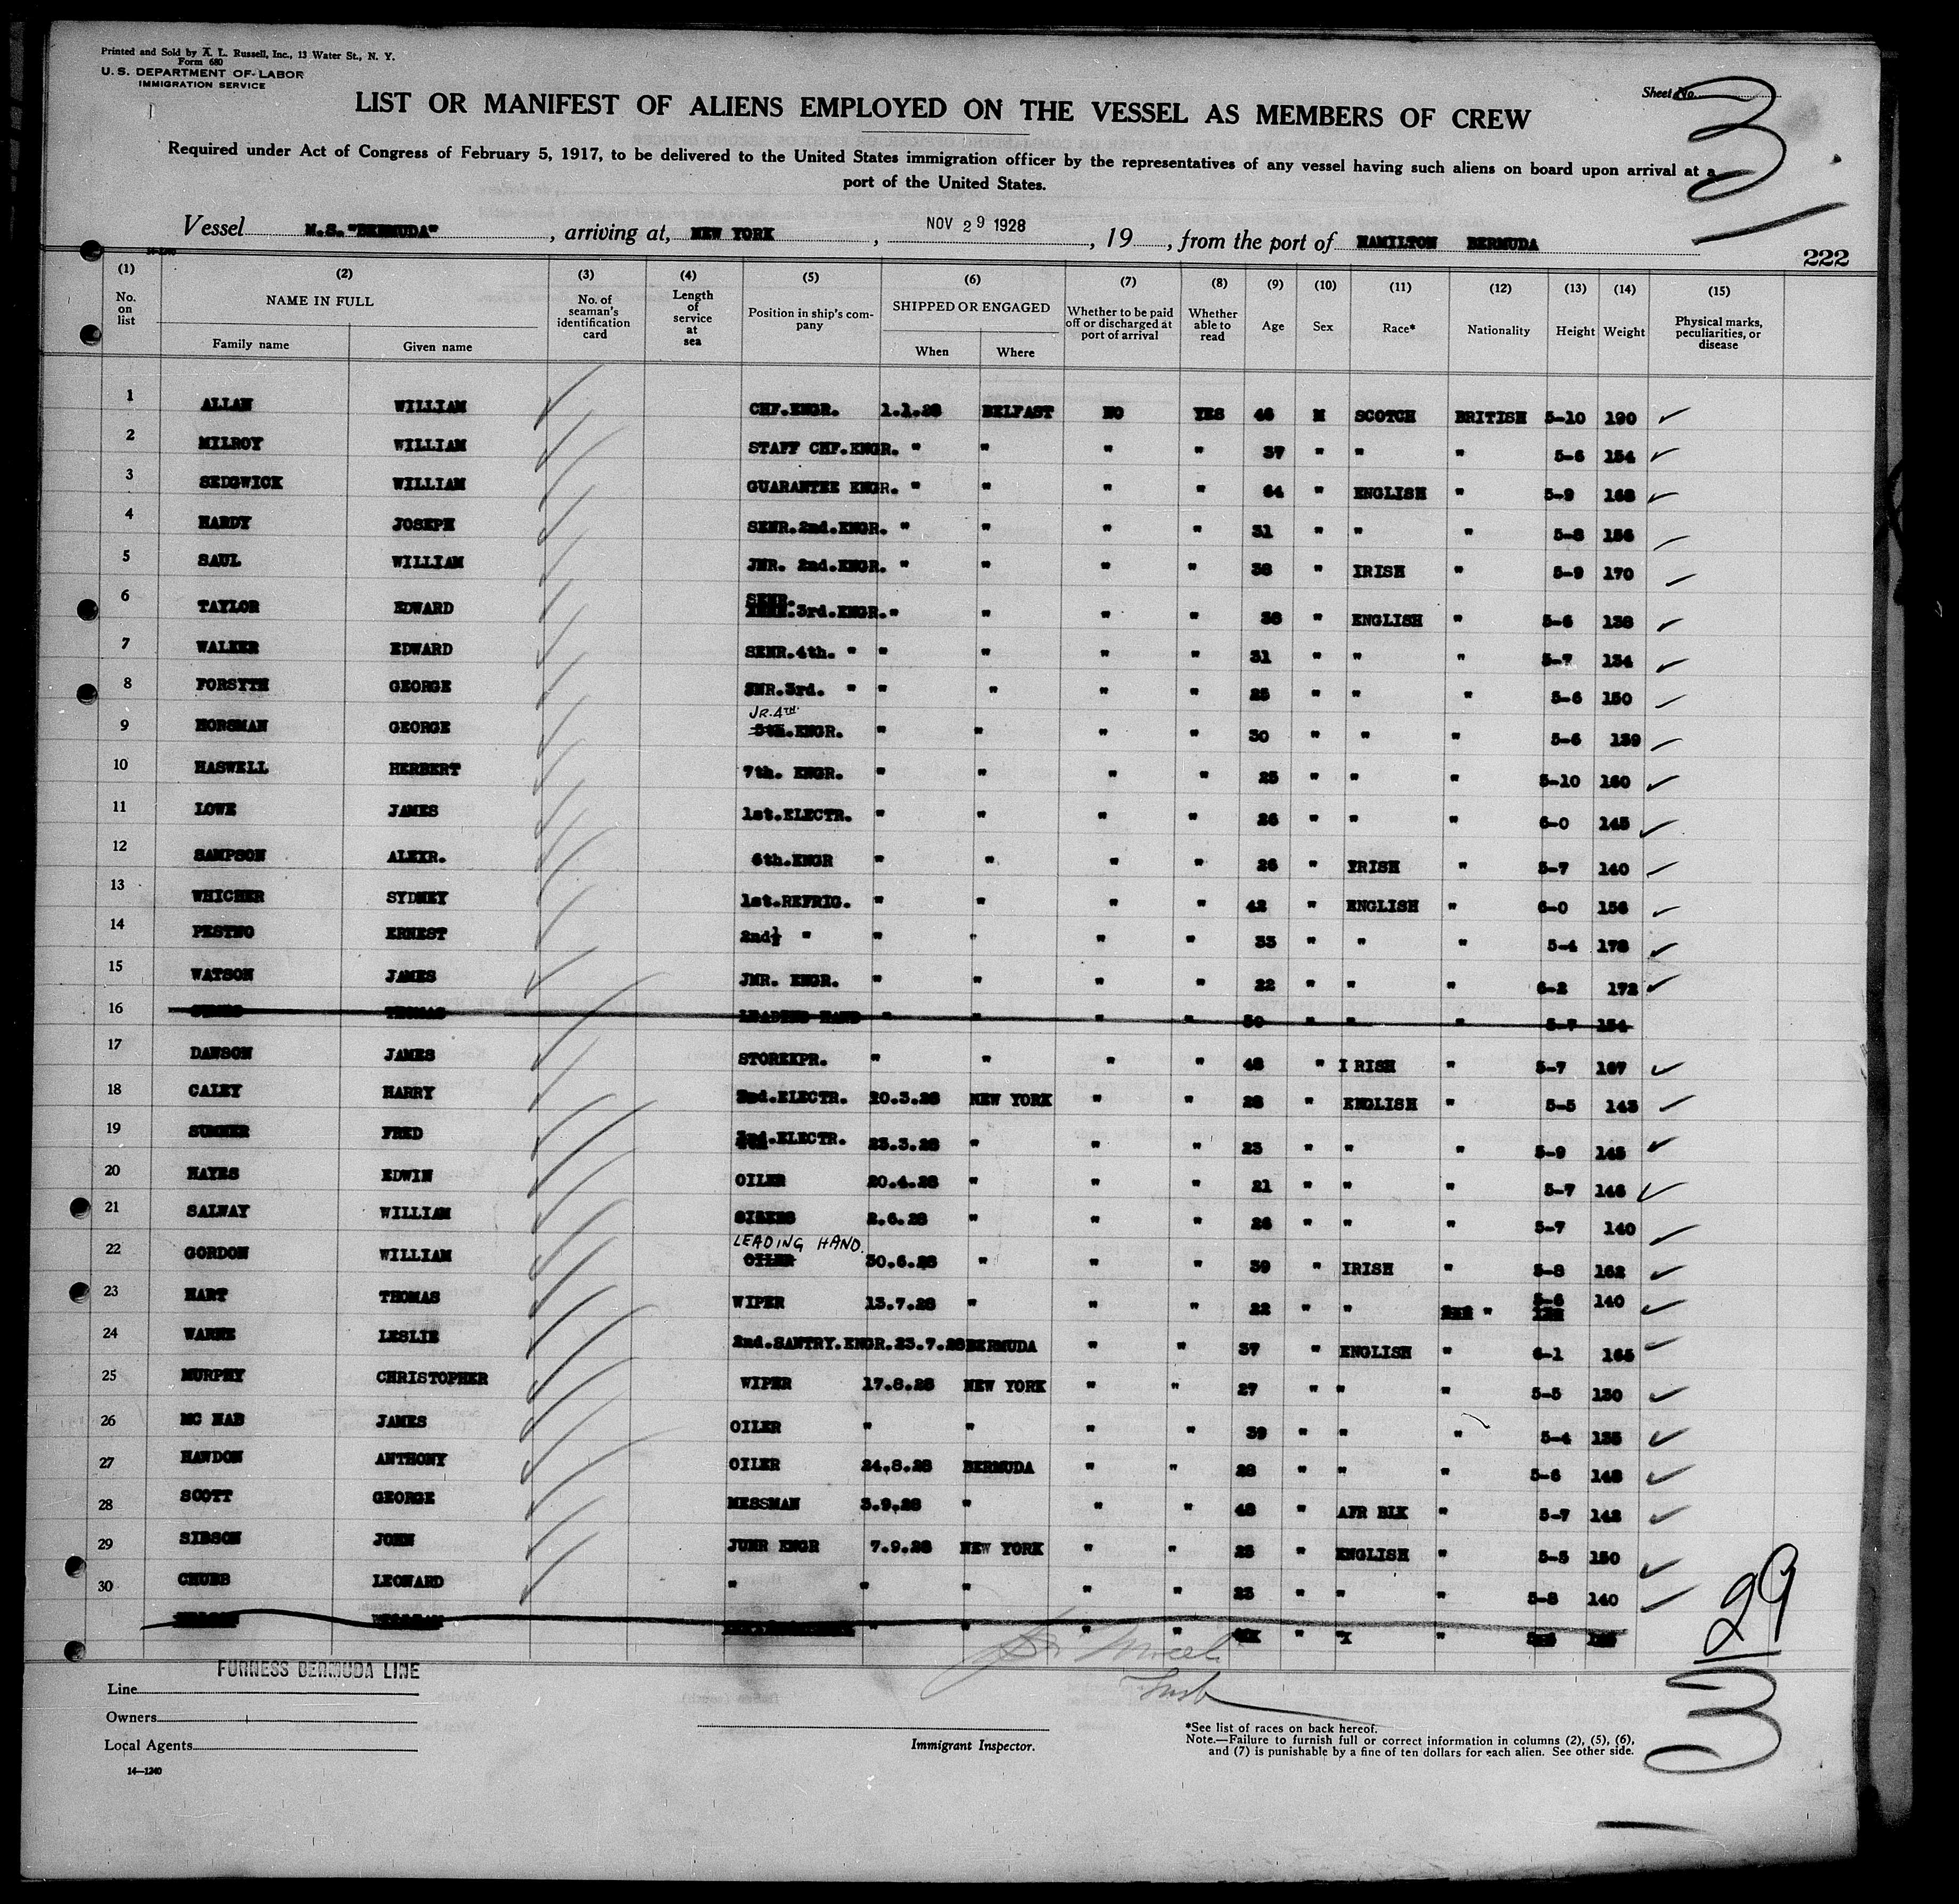 Printed and Sold by A. L. Russell, Inc., 13 Water St., N. Y.
Form 680
U. S. DEPARTMENT OF LABOR
IMMIGRATION SERVICE
Sheet No. 3
LIST OR MANIFEST OF ALIENS EMPLOYED ON THE VESSEL AS MEMBERS OF CREW
Required under Act of Congress of February 5, 1917, to be delivered to the United States immigration officer by the representatives of any vessel having such aliens on board upon arrival at a
port of the United States.
Vessel M.S. "BERMUDA", arriving at, NEW YORK, NOV 29 1928, 19, from the port of HAMILTON BERMUDA
222
(1) (2) (3) (4) (5) (6) (7) (8) (9) (10) (11) (12) (13) (14) (15)
No. on list NAME IN FULL Family name Given name No. of seaman's identification card Length of service at sea Position in ship's company SHIPPED OR ENGAGED When Where Whether to be paid off or discharged at port of arrival Whether able to read Age Sex Race* Nationality Height Weight Physical marks, peculiarities, or disease
1 ALLAN WILLIAM CHF.ENGR. 1.1.28 BELFAST NO YES 46 M SCOTCH BRITISH 5-10 190
2 MILROY WILLIAM STAFF CHF.ENGR. " " " " 37 " " " 5-6 154
3 SEDGWICK WILLIAM GUARANTEE ENGR. " " " " 64 " ENGLISH " 5-9 168
4 HARDY JOSEPH SENR.2nd.ENGR. " " " " 31 " " " 5-8 156
5 SAUL WILLIAM JNR. 2nd.ENGR. " " " " 38 " IRISH " 5-9 170
6 TAYLOR EDWARD SENR. 3rd.ENGR. " " " " 38 " ENGLISH " 5-6 138
7 WALKER EDWARD SENR.4th. " " " " " 31 " " " 5-7 134
8 FORSYTH GEORGE JNR.3rd. " " " " " 25 " " " 5-6 150
9 HORSMAN GEORGE JR.4TH 5th.ENGR. " " " " 30 " " " 5-6 139
10 HASWELL HERBERT 7th. ENGR. " " " " 25 " " " 5-10 160
11 LOWE JAMES 1st.ELECTR. " " " " 26 " " " 6-0 145
12 SAMPSON ALEXR. 6th.ENGR " " " " 26 " IRISH " 5-7 140
13 WHICHER SYDNEY 1st.REFRIG. " " " " 42 " ENGLISH " 6-0 156
14 PESTNO ERNEST 2nd " " " " " 33 " " " 5-4 178
15 WATSON JAMES JNR. ENGR. " " " " 22 " " " 6-2 172
16 THOMAS LEADING HAND " " " " 30 " " " 5-7 154
17 DAWSON JAMES STOREKPR. " " " " 48 " I RISH " 5-7 167
18 CALEY HARRY 2nd.ELECTR. 20.3.28 NEW YORK " " 28 " ENGLISH " 5-5 143
19 SUMNER FRED ELECTR. 23.3.28 " " " 23 " " " 5-9 145
20 HAYES EDWIN OILER 20.4.28 " " " 21 " " " 5-7 146
21 SALWAY WILLIAM 2.6.28 " " " 26 " " " 5-7 140
22 GORDON WILLIAM LEADING HAND. OILER 30.6.28 " " " 39 " IRISH " 5-8 162
23 HART THOMAS WIPER 13.7.28 " " " 22 " " " 5-6 140
24 WARNE LESLIE 2nd.SANTRY.ENGR. 23.7.28 BERMUDA " " 37 " ENGLISH " 6-1 165
25 MURPHY CHRISTOPHER WIPER 17.8.28 NEW YORK " " 27 " " " 5-5 130
26 MC NAB JAMES OILER " " " " 39 " " " 5-4 135
27 HAWDON ANTHONY OILER 24.8.28 BERMUDA " " 28 " " " 5-6 148
28 SCOTT GEORGE MESSMAN 3.9.28 " " " 48 " AFR BLK " 5-7 142
29 SIBSON JOHN JUNR ENGR 7.9.28 NEW YORK " " 25 " ENGLISH " 5-5 150
30 CHUBB LEONARD " " " " " 23 " " " 5-8 140
FURNESS BERMUDA LINE
Line
Owners
Local Agents
14—1240
Immigrant Inspector.
*See list of races on back hereof.
Note.—Failure to furnish full or correct information in columns (2), (5), (6),
and (7) is punishable by a fine of ten dollars for each alien. See other side.
29